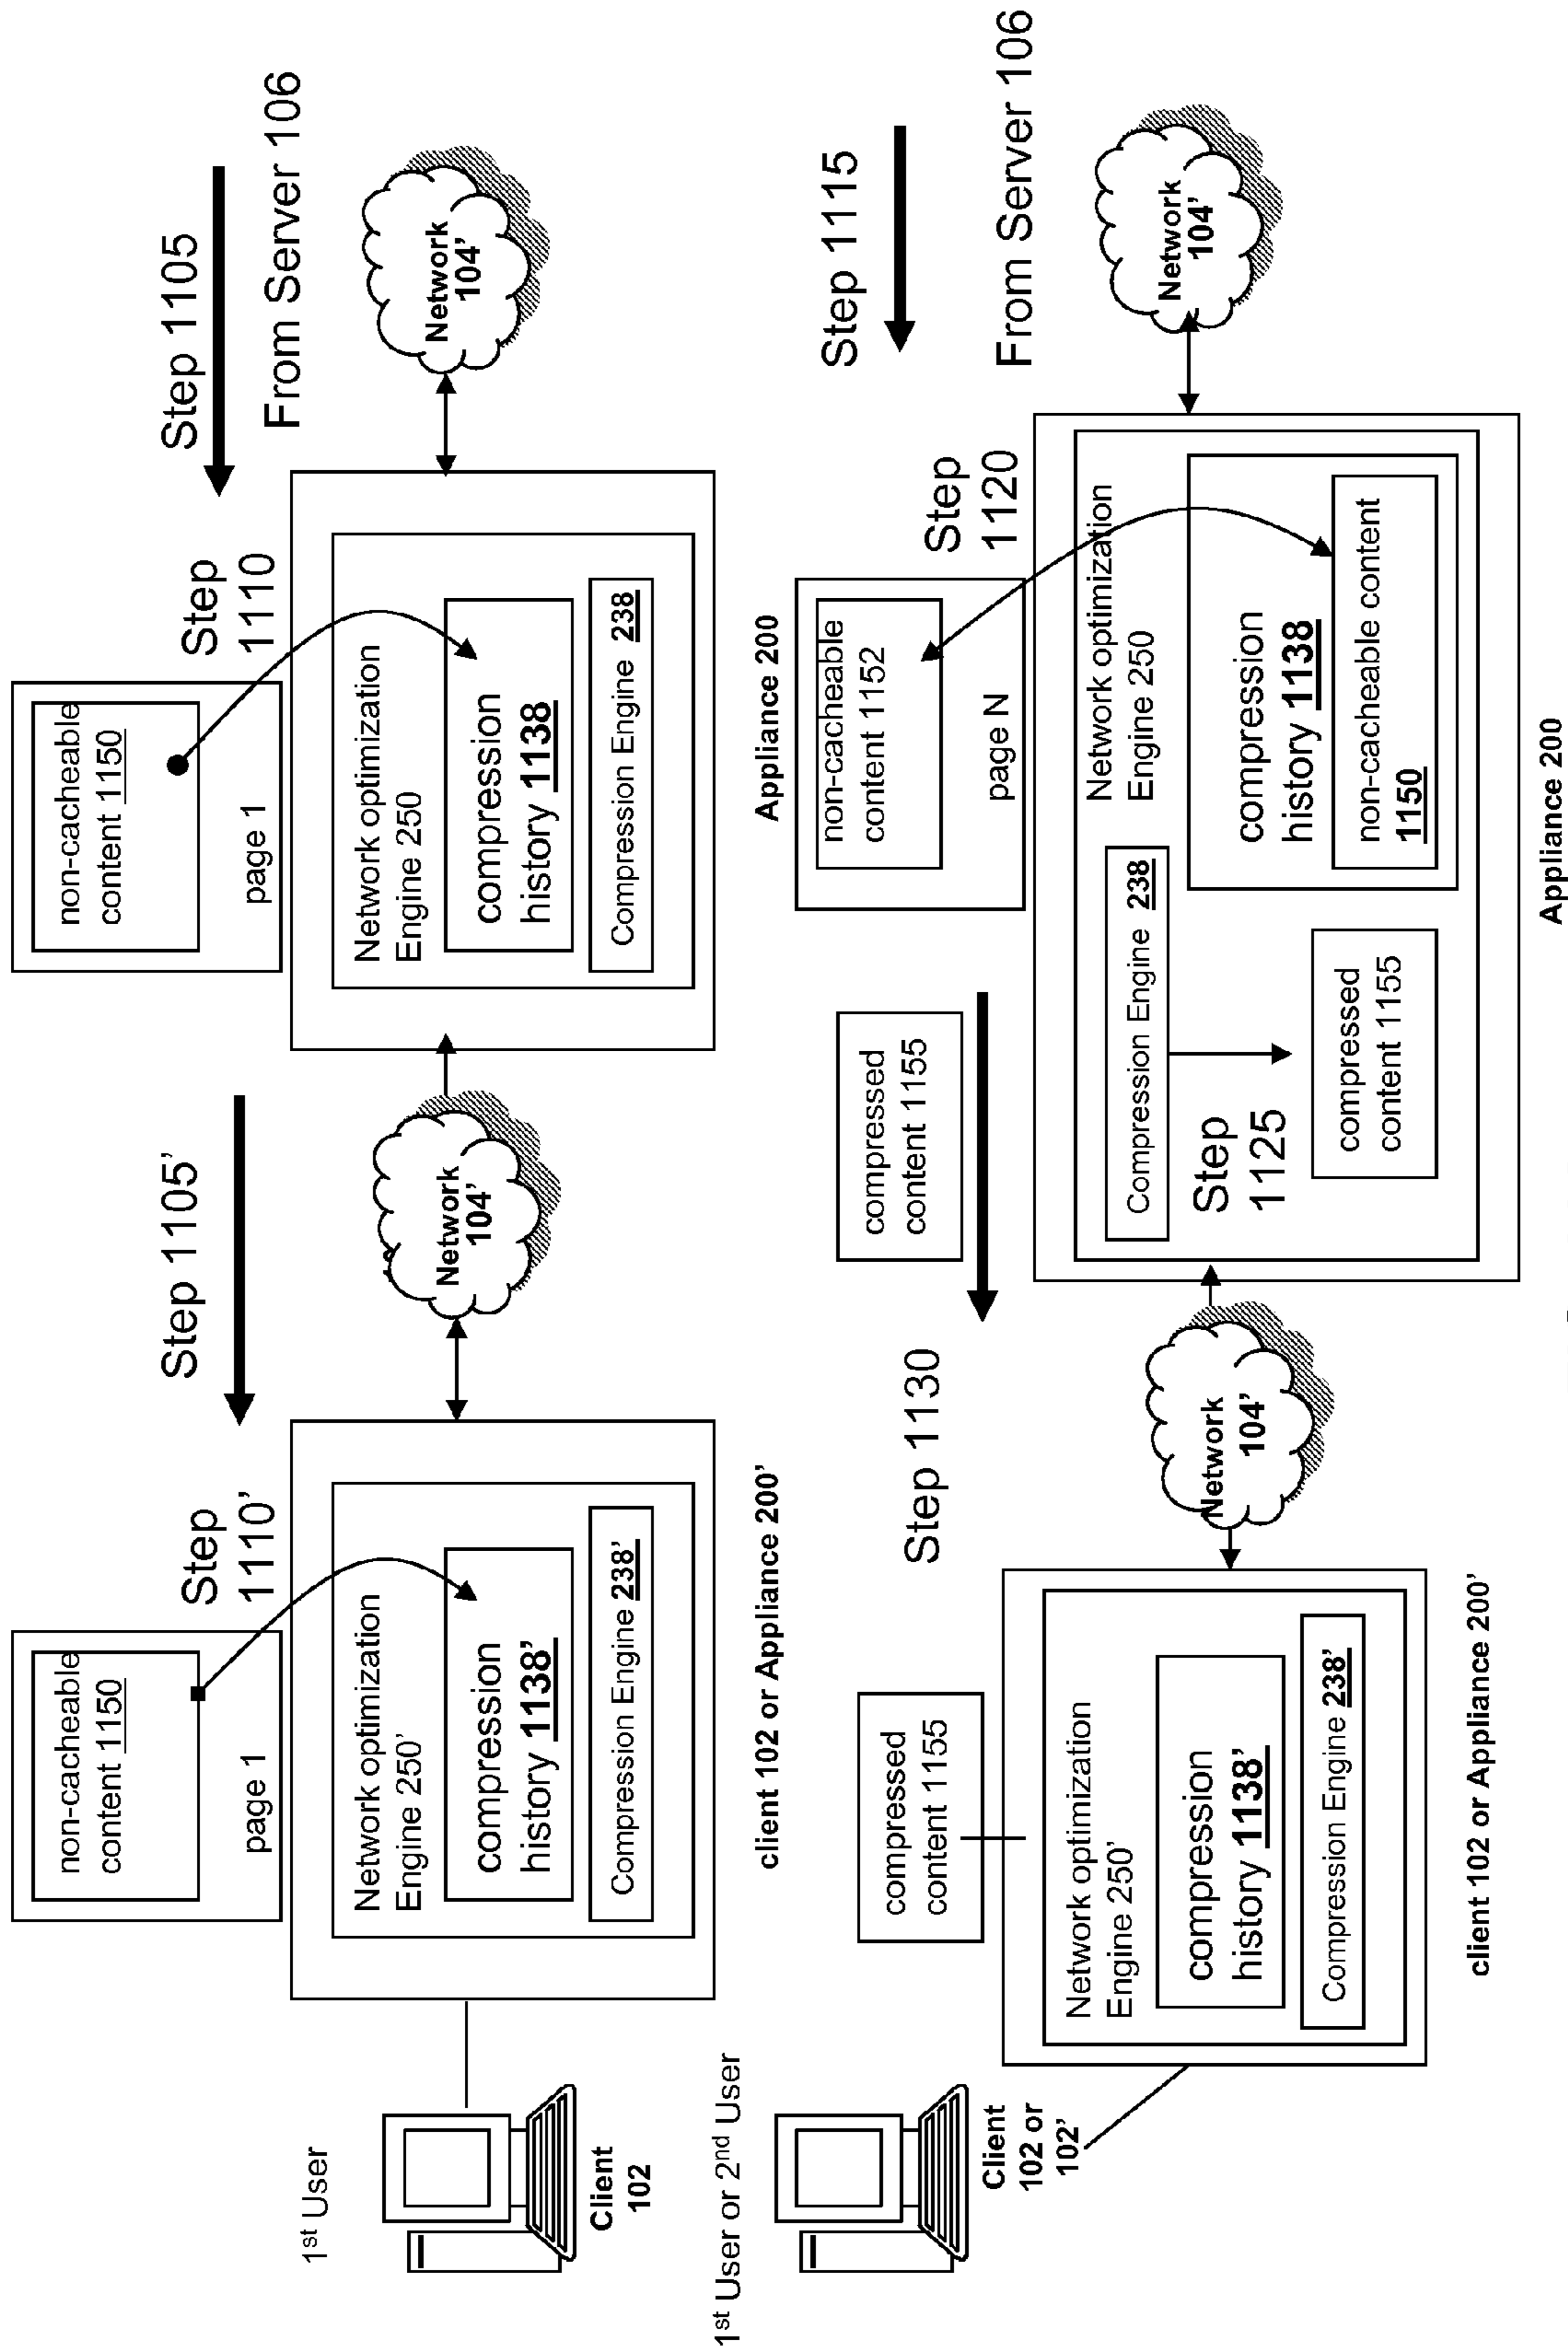 1st User
Client
102
Step 1105'
Step
1110'
non-cacheable
content 1150
page 1
Network optimization
Engine 250'
compression
history 1138'
Compression Engine 238'
client 102 or Appliance 200'
Network
104'
Step 1105
From Server 106
Step
1110
non-cacheable
content 1150
page 1
Network optimization
Engine 250
compression
history 1138
Compression Engine 238
Appliance 200
Network
104'
1st User or 2nd User
Client
102 or
102'
Step 1130
compressed
content 1155
Network optimization
Engine 250'
compression
history 1138'
Compression Engine 238'
client 102 or Appliance 200'
Network
104'
compressed
content 1155
Step 1115
From Server 106
Step
1120
non-cacheable
content 1152
page N
Compression Engine 238
Step
1125
compressed
content 1155
Network optimization
Engine 250
compression
history 1138
non-cacheable content
1150
Appliance 200
Network
104'